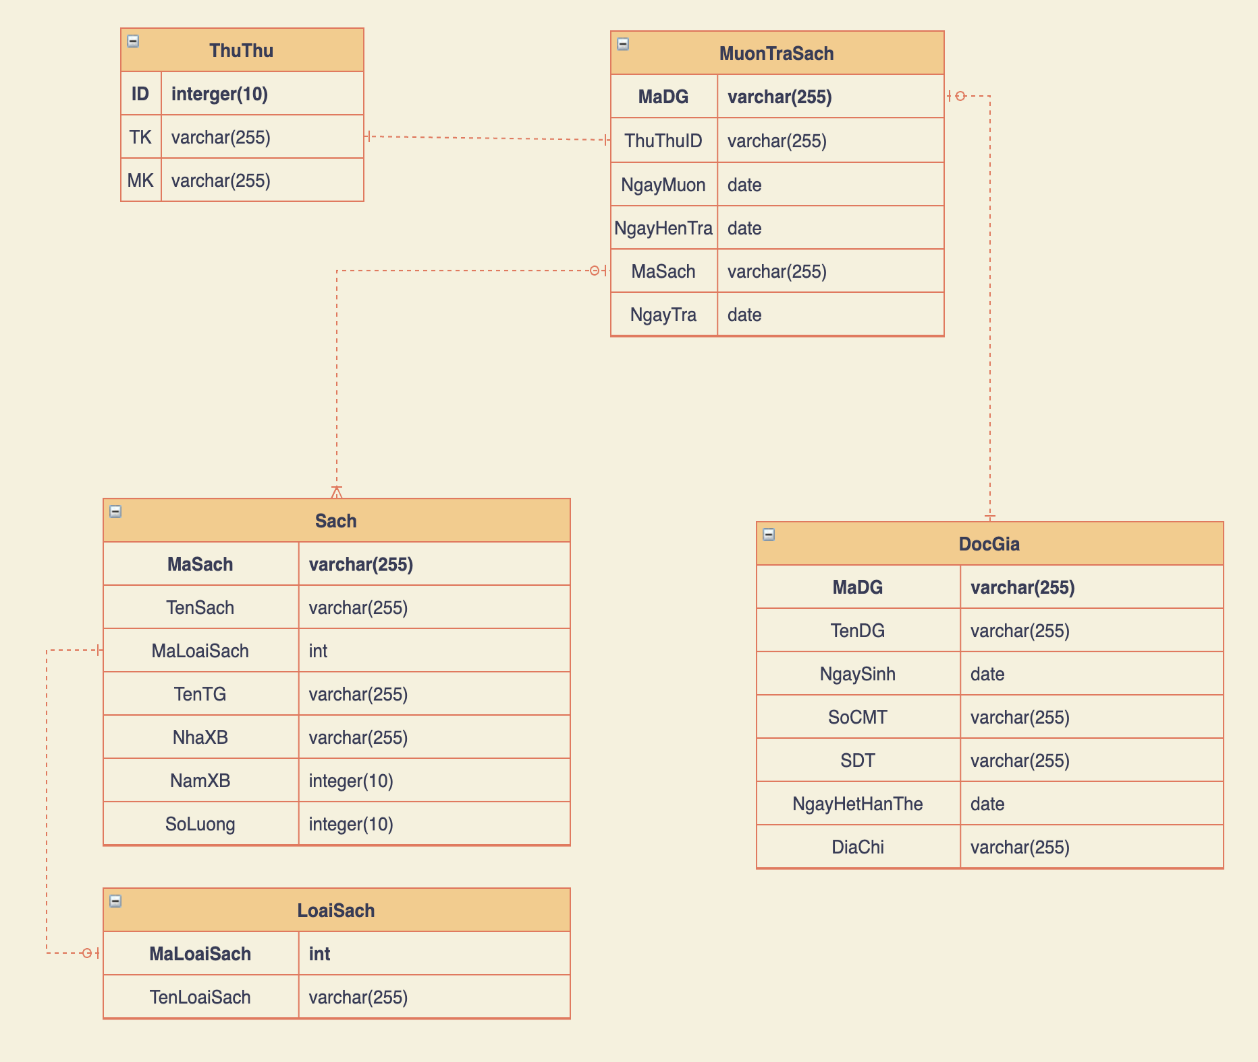 ThuThu
ID interger(10)
TK varchar(255)
MK varchar(255)
MuonTraSach
MaDG varchar(255)
ThuThuID varchar(255)
NgayMuon date
NgayHenTra date
MaSach varchar(255)
NgayTra date
Sach
MaSach varchar(255)
TenSach varchar(255)
MaLoaiSach int
TenTG varchar(255)
NhaXB varchar(255)
NamXB integer(10)
SoLuong integer(10)
DocGia
MaDG varchar(255)
TenDG varchar(255)
NgaySinh date
SoCMT varchar(255)
SDT varchar(255)
NgayHetHanThe date
DiaChi varchar(255)
LoaiSach
MaLoaiSach int
TenLoaiSach varchar(255)